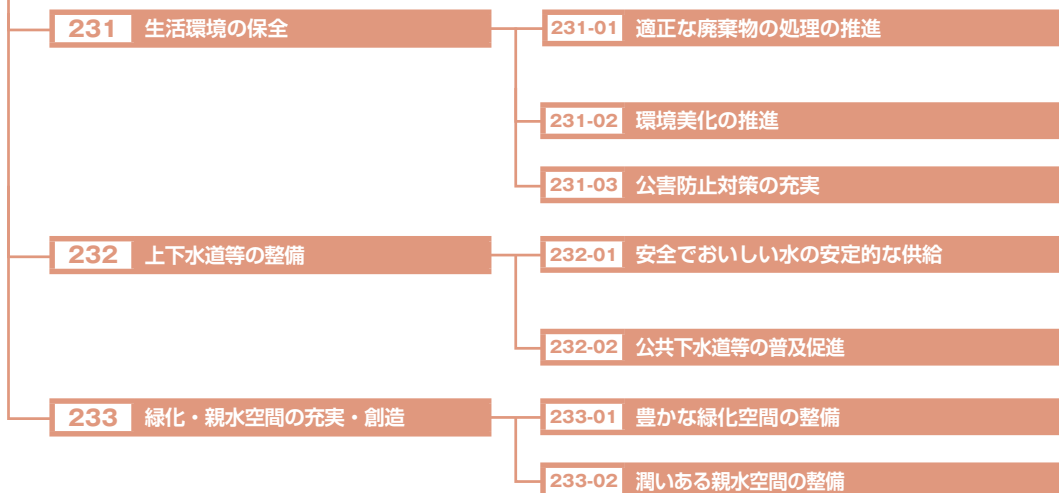 231 生活環境の保全
231-01 適正な廃棄物の処理の推進
231-02 環境美化の推進
231-03 公害防止対策の充実
232 上下水道等の整備
232-01 安全でおいしい水の安定的な供給
232-02 公共下水道等の普及促進
233 緑化・親水空間の充実・創造
233-01 豊かな緑化空間の整備
233-02 潤いある親水空間の整備